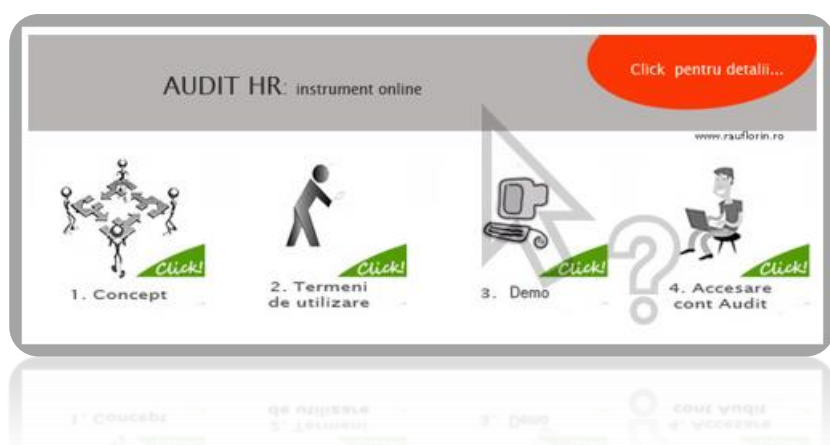 AUDIT HR: instrument online
Click pentru detalii...
www.rauflorin.ro
Click!
1. Concept
Click!
2. Termeni
de utilizare
Click!
3. Demo
Click!
4. Accesare
cont Audit